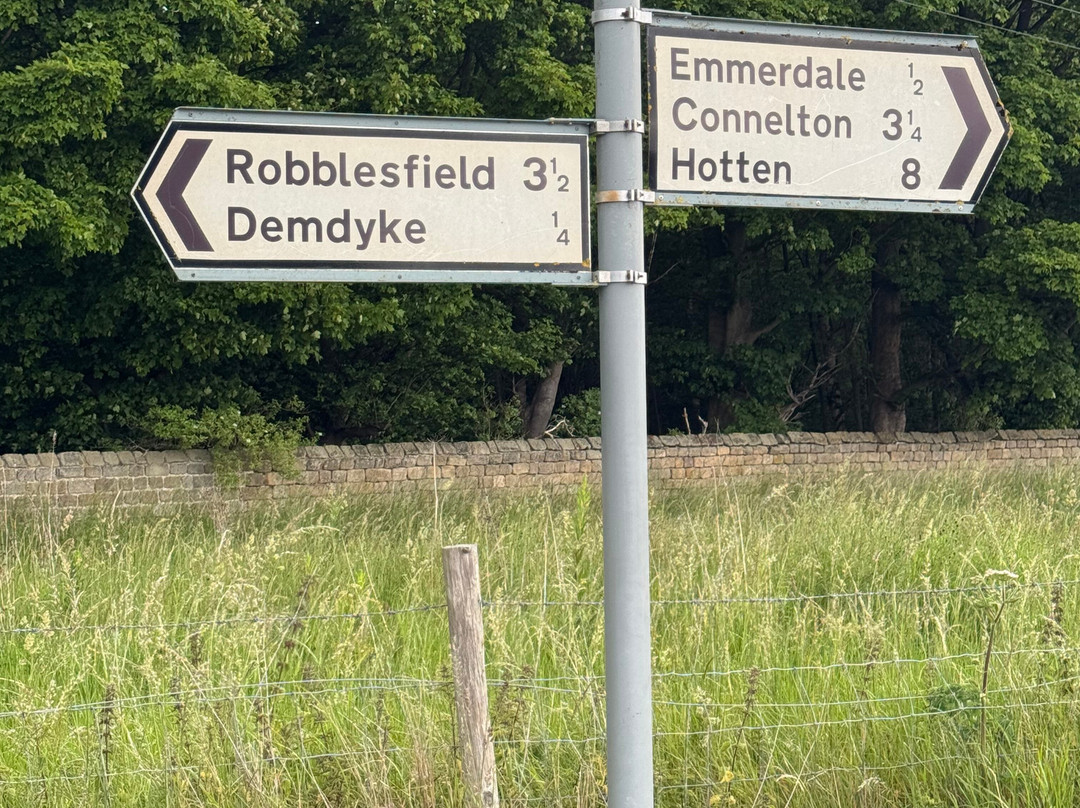 Robblesfield 3½
Demdyke ¼
Emmerdale ½
Connelton 3¼
Hotten 8